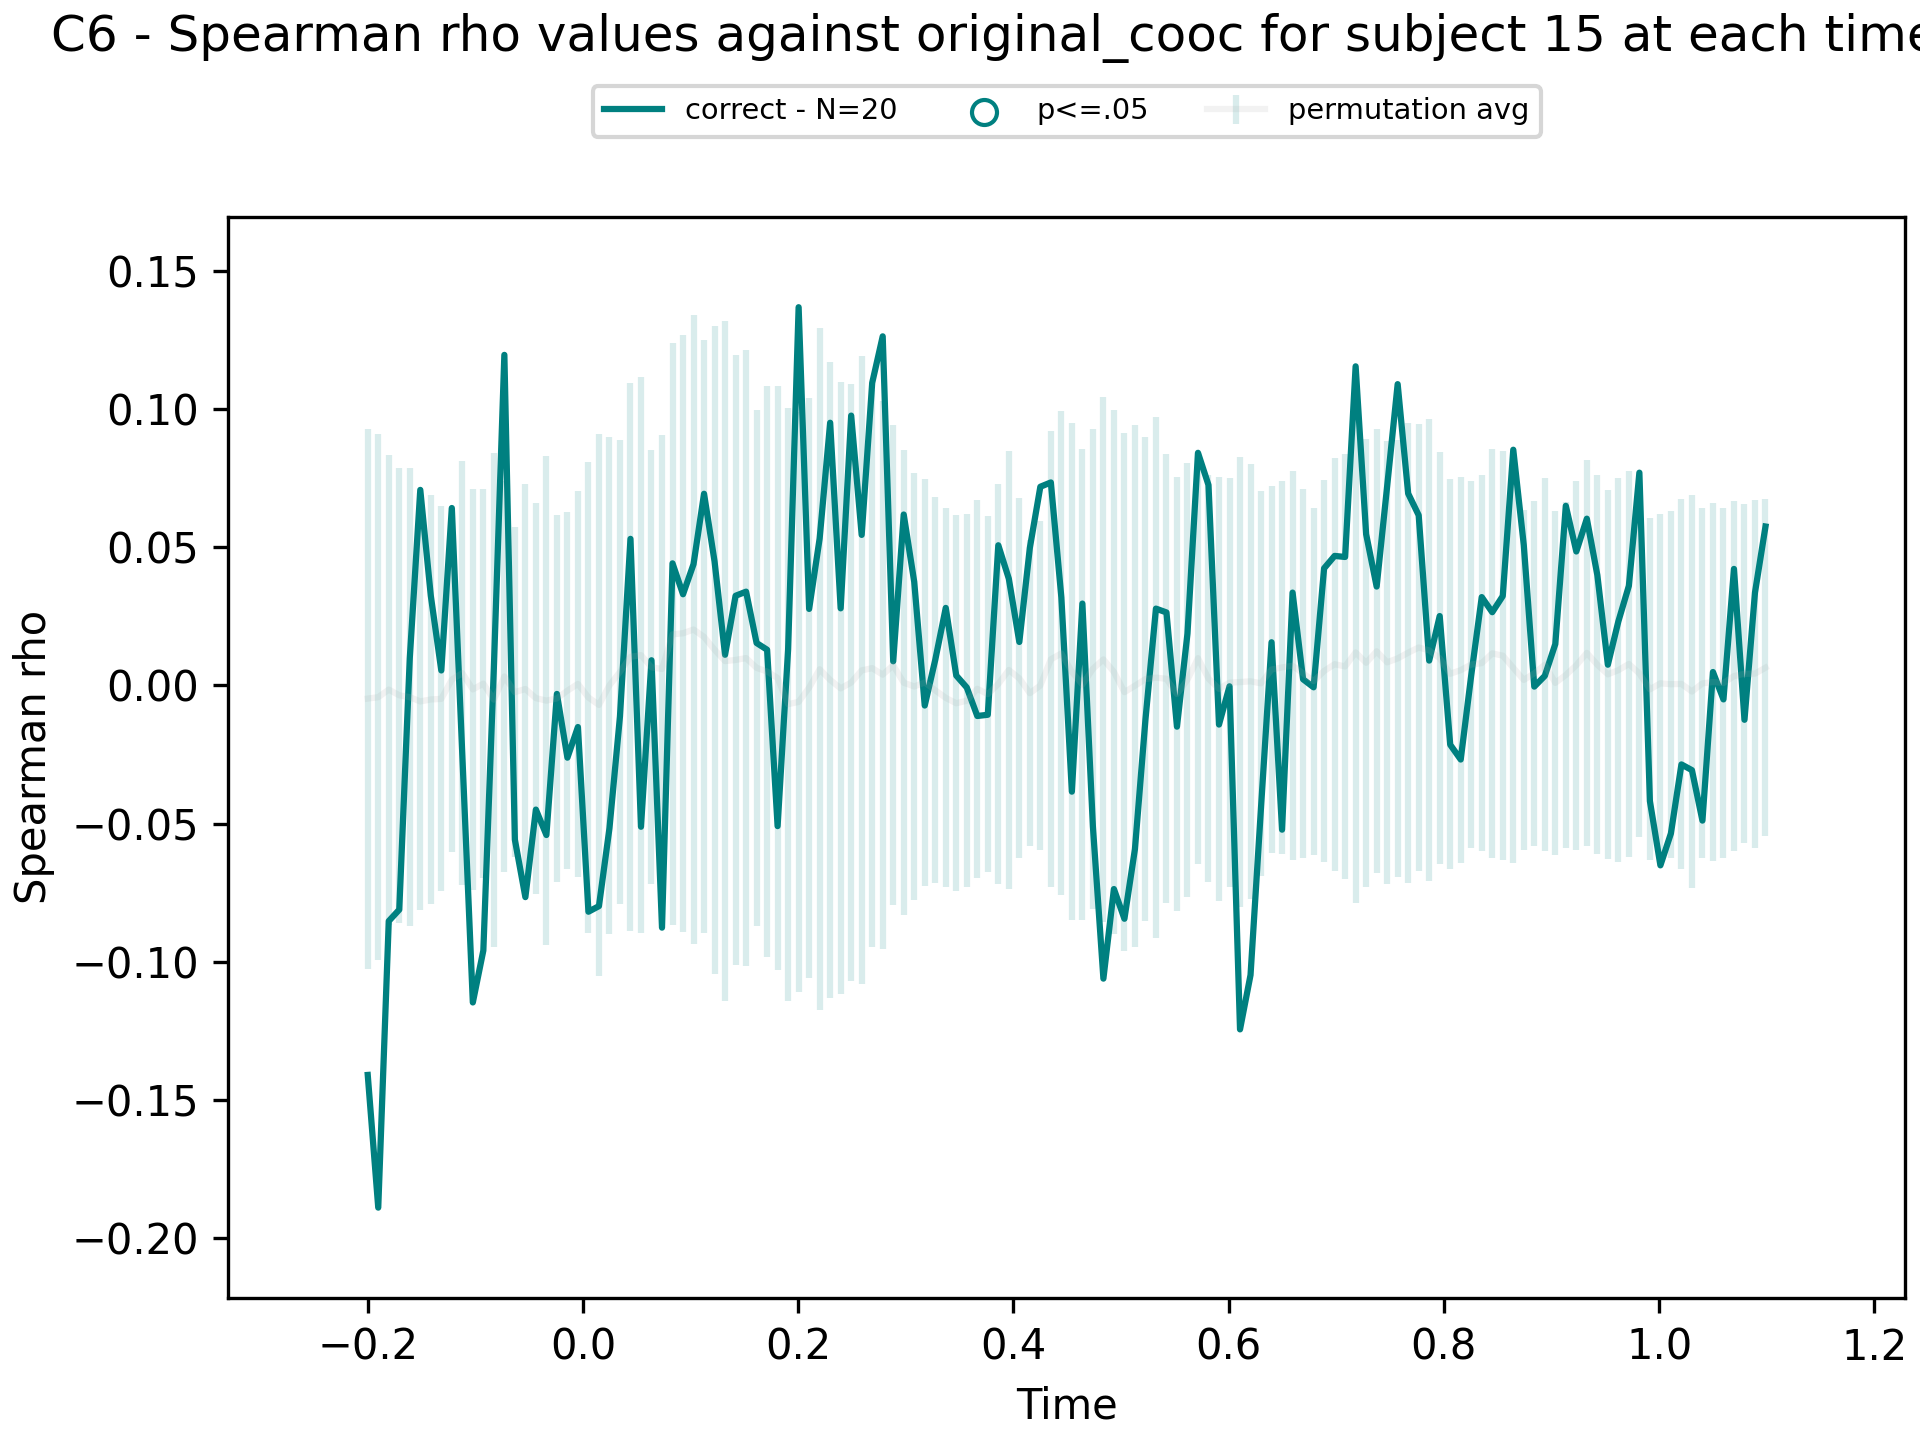 C6 - Spearman rho values against original_cooc for subject 15 at each time
correct - N=20 p<=.05 permutation avg
0.15
0.10
0.05
0.00
−0.05
−0.10
−0.15
−0.20
Spearman rho
−0.2 0.0 0.2 0.4 0.6 0.8 1.0 1.2
Time